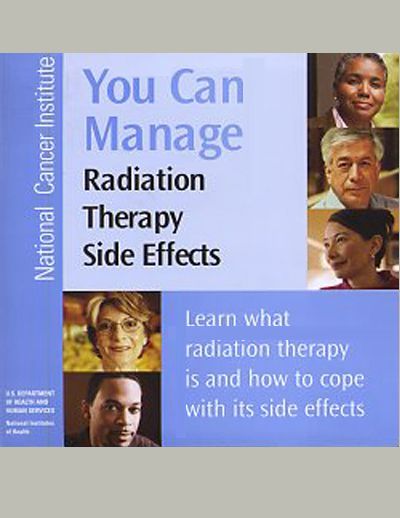 National Cancer Institute
You Can
Manage
Radiation
Therapy
Side Effects
Learn what
radiation therapy
is and how to cope
with its side effects
U.S. DEPARTMENT
OF HEALTH AND
HUMAN SERVICES
National Institutes
of Health